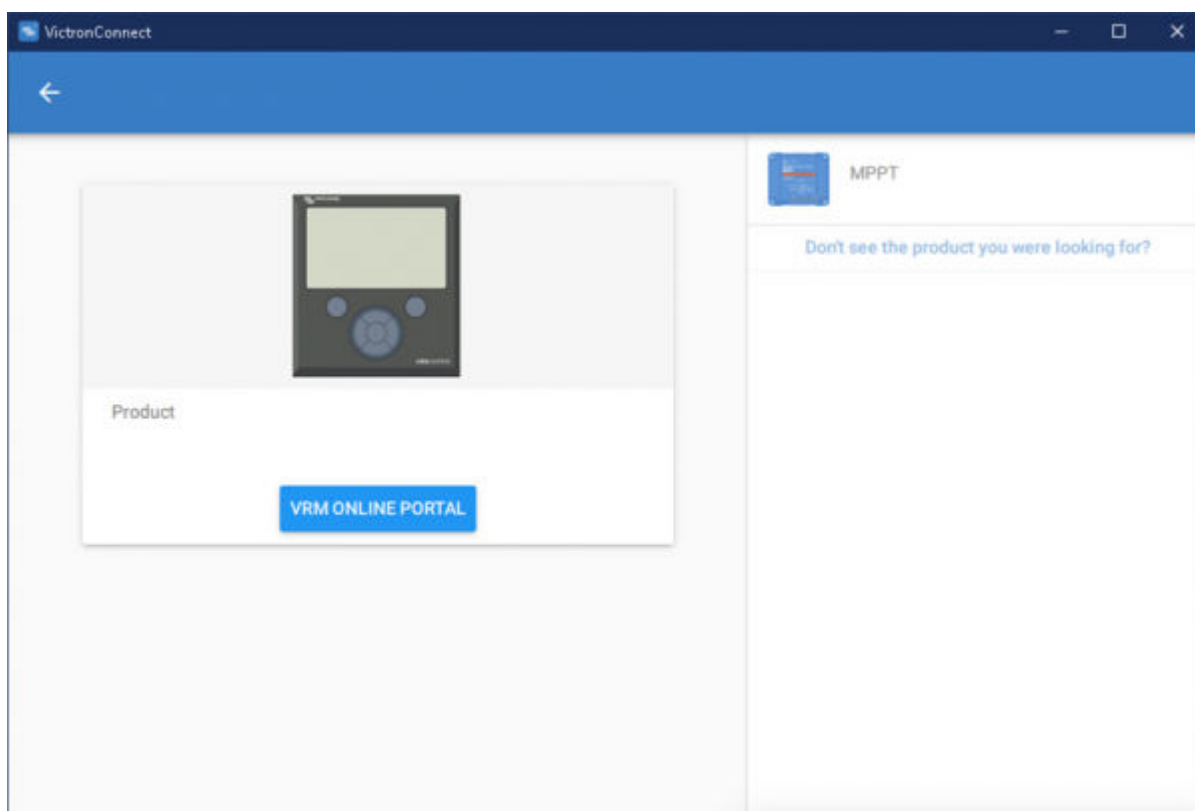 VictronConnect
Product
VRM ONLINE PORTAL
MPPT
Don't see the product you were looking for?